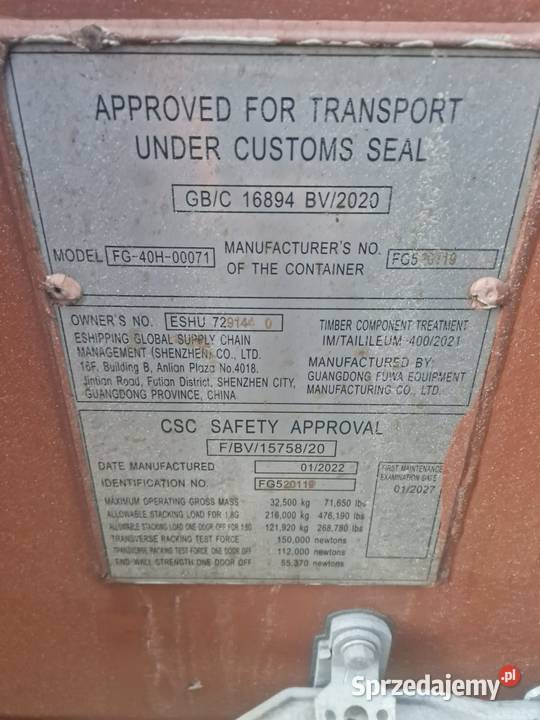 APPROVED FOR TRANSPORT
UNDER CUSTOMS SEAL
GB/C 16894 BV/2020
MODEL FG-40H-00071
MANUFACTURER'S NO.
OF THE CONTAINER
FG520119
OWNER'S NO. ESHU 729144 0
ESHIPPING GLOBAL SUPPLY CHAIN
MANAGEMENT (SHENZHEN) CO., LTD.
16F, Building B, Anlian Plaza No.4018,
Jintian Road, Futian District, SHENZHEN CITY,
GUANGDONG PROVINCE, CHINA
TIMBER COMPONENT TREATMENT
IM/TAILILEUM 400/2021
MANUFACTURED BY:
GUANGDONG FUWA EQUIPMENT
MANUFACTURING CO., LTD.
CSC SAFETY APPROVAL
F/BV/15758/20
DATE MANUFACTURED 01/2022
IDENTIFICATION NO. FG520119
MAXIMUM OPERATING GROSS MASS 32,500 kg 71,650 lbs
ALLOWABLE STACKING LOAD FOR 1.8G 216,000 kg 476,190 lbs
ALLOWABLE STACKING LOAD ONE DOOR OFF FOR 1.8G 121,920 kg 268,780 lbs
TRANSVERSE RACKING TEST FORCE 150,000 newtons
TRANSVERSE RACKING TEST FORCE ONE DOOR OFF 112,000 newtons
END WALL STRENGTH ONE DOOR OFF 55,370 newtons
FIRST MAINTENANCE
EXAMINATION DATE
01/2027
Sprzedajemy.pl